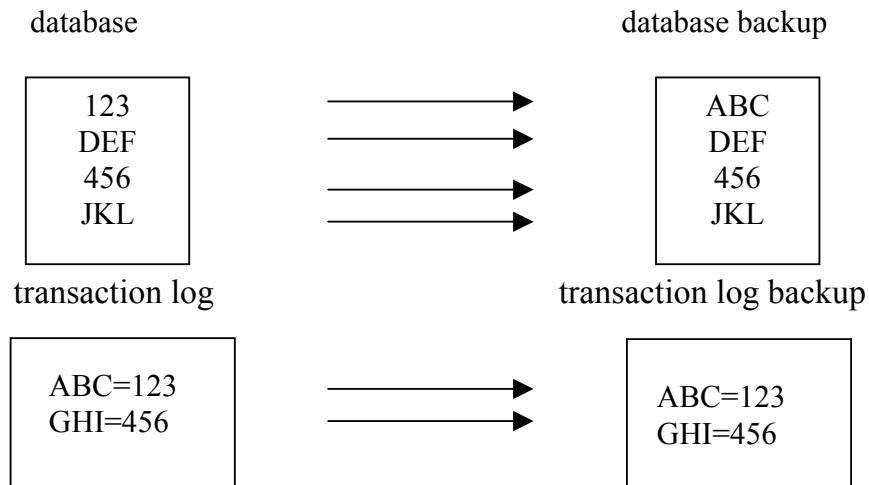 database
database backup
123
DEF
456
JKL
ABC
DEF
456
JKL
transaction log
transaction log backup
ABC=123
GHI=456
ABC=123
GHI=456